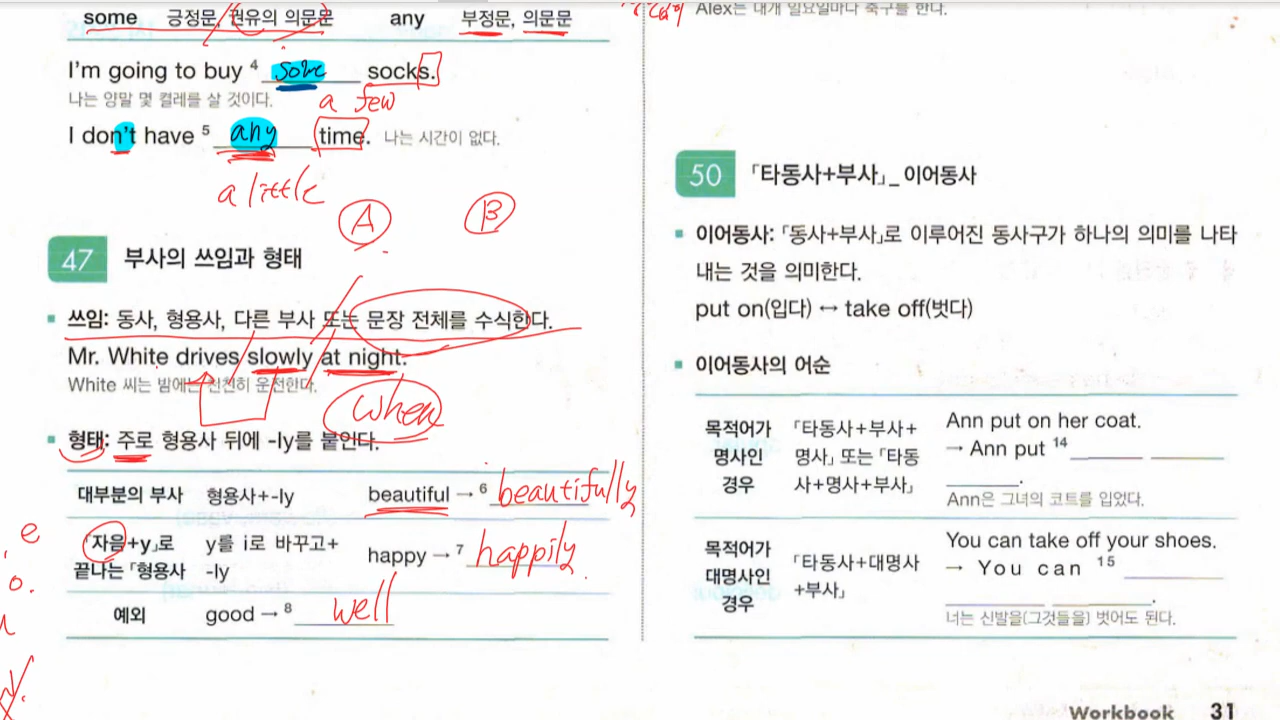 some 긍정문, 권유의 의문문 any 부정문, 의문문
I'm going to buy 4 some socks.
나는 양말 몇 켤레를 살 것이다.
a few
I don't have 5 any time. 나는 시간이 없다.
a little
A B
47 부사의 쓰임과 형태
쓰임: 동사, 형용사, 다른 부사 또는 문장 전체를 수식한다.
Mr. White drives slowly at night.
White 씨는 밤에는 천천히 운전한다.
when
형태: 주로 형용사 뒤에 -ly를 붙인다.
대부분의 부사 형용사+-ly beautiful → 6 beautifully
「자음+y」로 끝나는 형용사 y를 i로 바꾸고+ -ly happy → 7 happily
예외 good → 8 well
Alex는 대개 일요일마다 축구를 한다.
50 「타동사+부사」_ 이어동사
이어동사: 「동사+부사」로 이루어진 동사구가 하나의 의미를 나타
내는 것을 의미한다.
put on(입다) ↔ take off(벗다)
이어동사의 어순
목적어가 명사인 경우 「타동사+부사+명사」 또는 「타동사+명사+부사」
Ann put on her coat.
→ Ann put 14
Ann은 그녀의 코트를 입었다.
목적어가 대명사인 경우 「타동사+대명사+부사」
You can take off your shoes.
→ You can 15
너는 신발을(그것들을) 벗어도 된다.
Workbook 31